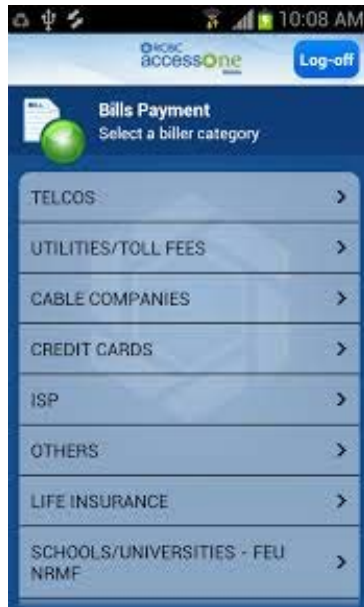 10:08 AM
RCBC
accessOne
Log-off
Bills Payment
Select a biller category
TELCOS
UTILITIES/TOLL FEES
CABLE COMPANIES
CREDIT CARDS
ISP
OTHERS
LIFE INSURANCE
SCHOOLS/UNIVERSITIES - FEU
NRMF